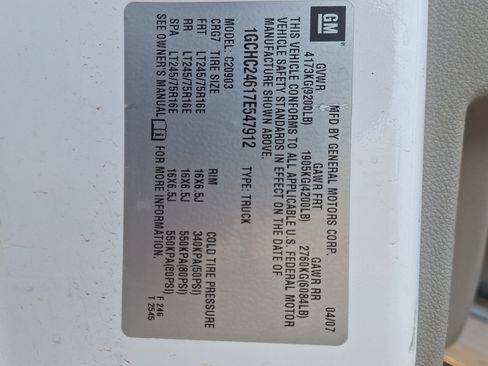 GM
MFD BY GENERAL MOTORS CORP.
04/07
GVWR
GAWR FRT
GAWR RR
4173KG(9200LB)
1905KG(4200LB)
2760KG(6084LB)
THIS VEHICLE CONFORMS TO ALL APPLICABLE U.S. FEDERAL MOTOR
VEHICLE SAFETY STANDARDS IN EFFECT ON THE DATE OF
MANUFACTURE SHOWN ABOVE.
1GCHC24617E547912
TYPE: TRUCK
MODEL: C20903
CRG7 TIRE SIZE
RIM
COLD TIRE PRESSURE
FRT LT245/75R16E
16X6.5J
340KPA(50PSI)
RR LT245/75R16E
16X6.5J
550KPA(80PSI)
SPA LT245/75R16E
16X6.5J
550KPA(80PSI)
SEE OWNER'S MANUAL FOR MORE INFORMATION.
F 246
T 2545